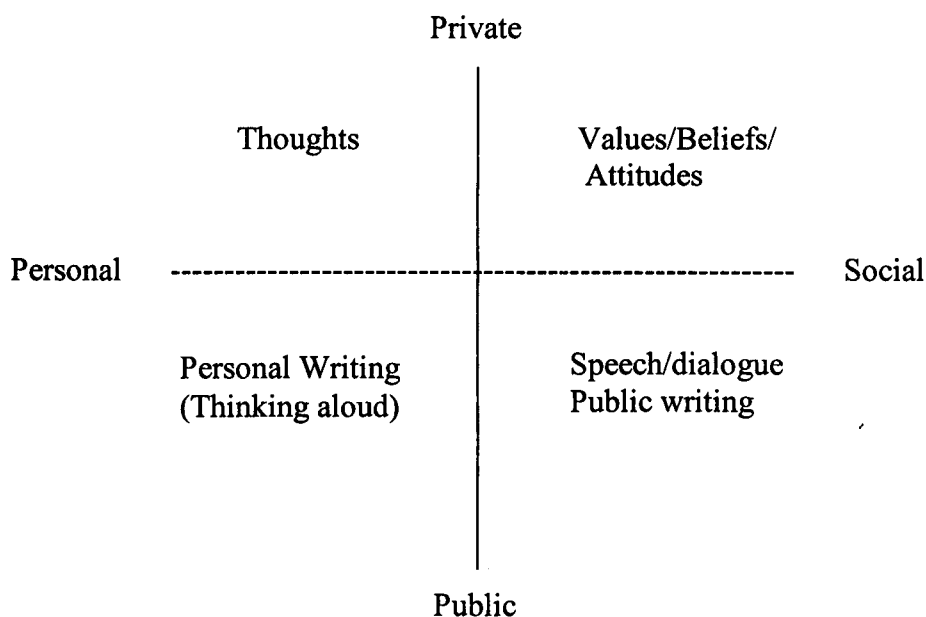 Private
Thoughts
Values/Beliefs/
Attitudes
Personal
Social
Personal Writing
(Thinking aloud)
Speech/dialogue
Public writing
Public